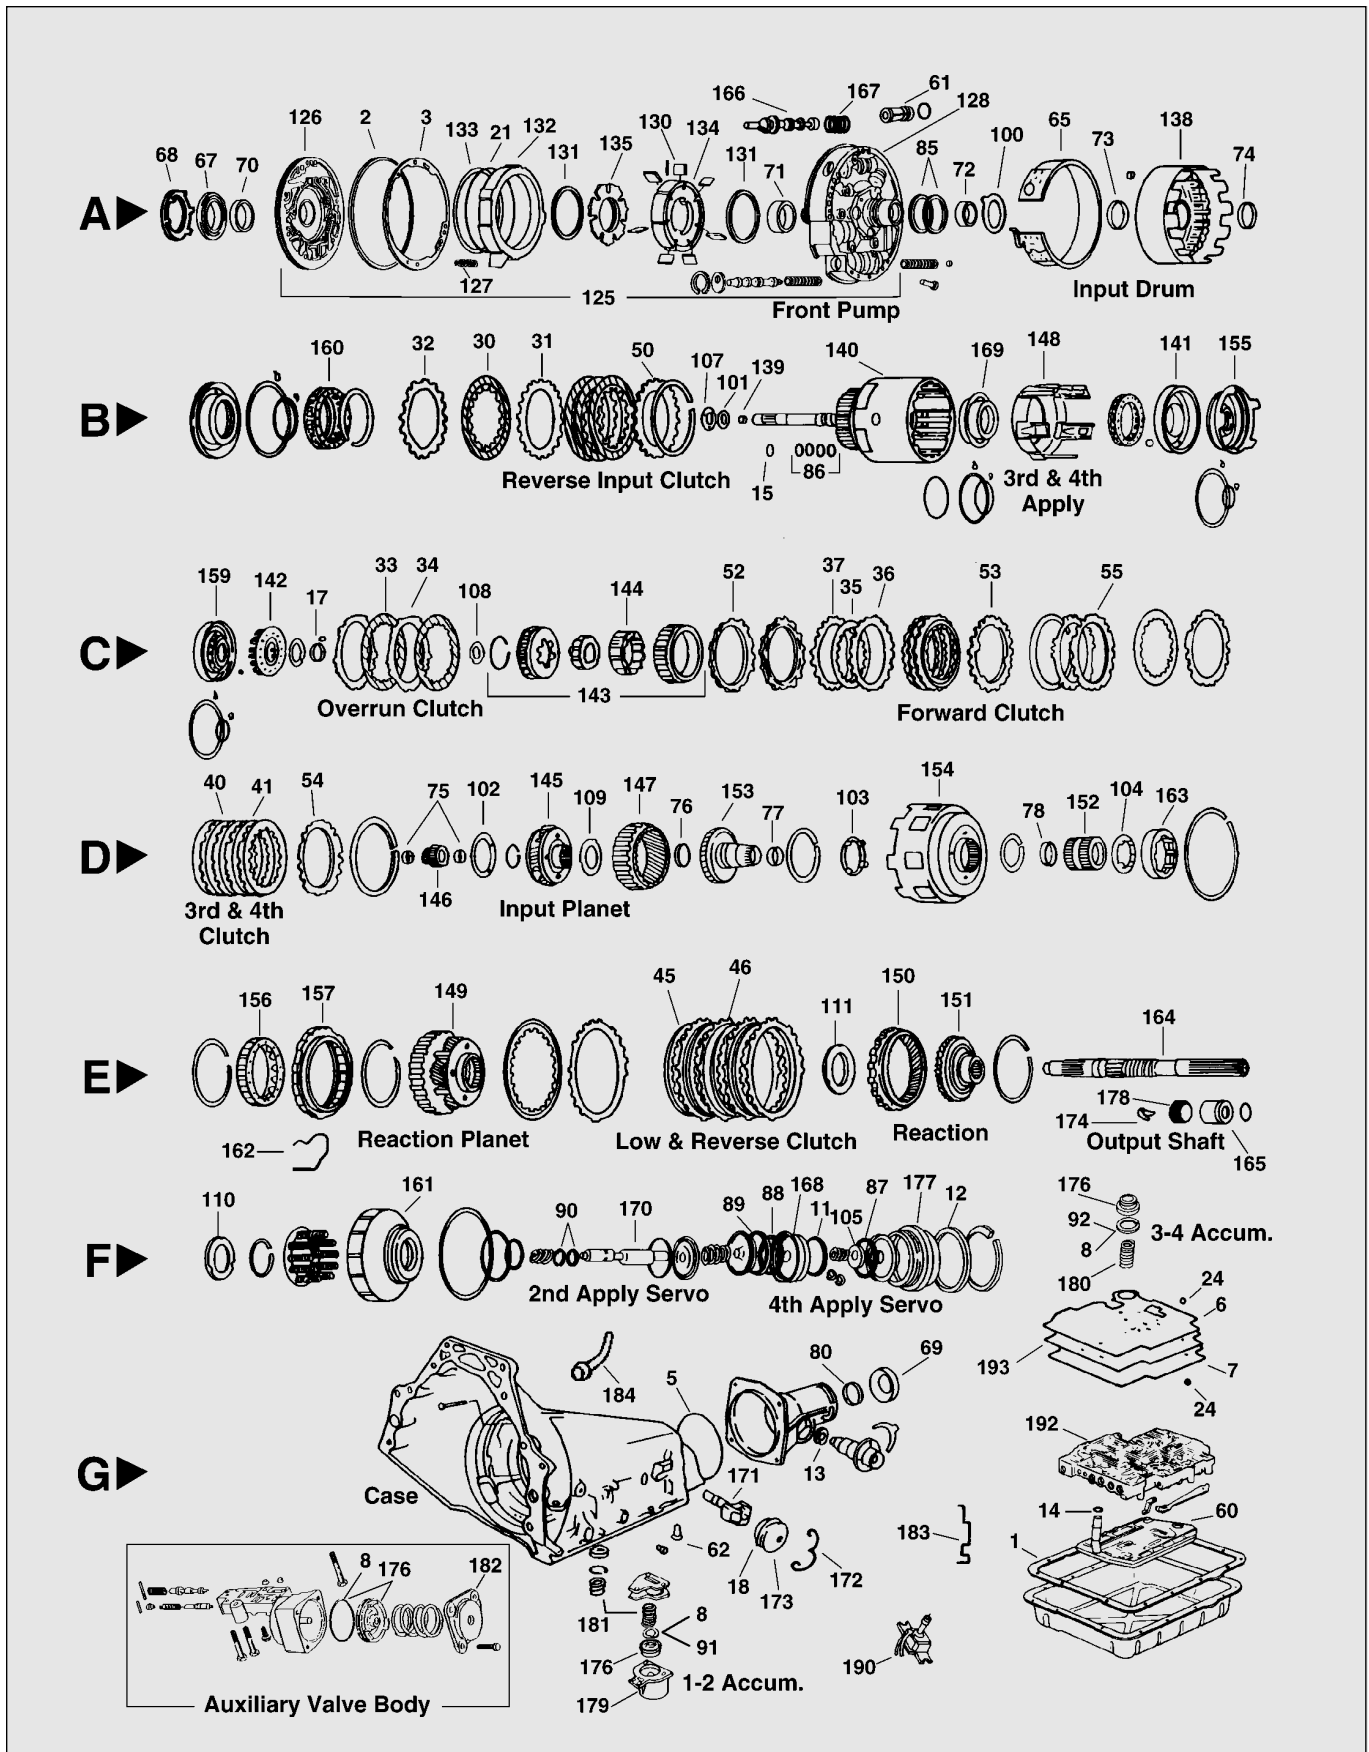 166 167 61 128
126 2 3 133 21 132 131 135 130 134 131 71 85 72 100 65 73 138 74
68 67 70
A
127
125
Front Pump
Input Drum
160 32 30 31 50 107 101 139 140 169 148 141 155
B
Reverse Input Clutch
15
86
3rd & 4th
Apply
159 142 17 33 34 108 144 52 37 35 36 53 55
C
143
Overrun Clutch
Forward Clutch
40 41 54 75 102 145 109 147 76 153 77 103 154 78 152 104 163
D
146
3rd & 4th
Clutch
Input Planet
156 157 149 45 46 111 150 151 164
E
178
174
162
Reaction Planet
Low & Reverse Clutch
Reaction
Output Shaft
165
110 161 90 170 89 88 168 11 105 87 177 12
F
2nd Apply Servo
4th Apply Servo
176
92
8
180
3-4 Accum.
24
6
193
7
24
184
5
80
69
13
G
Case
171
62
18
173
172
183
192
14
60
1
181
8
91
176
179
1-2 Accum.
190
8
176
182
Auxiliary Valve Body